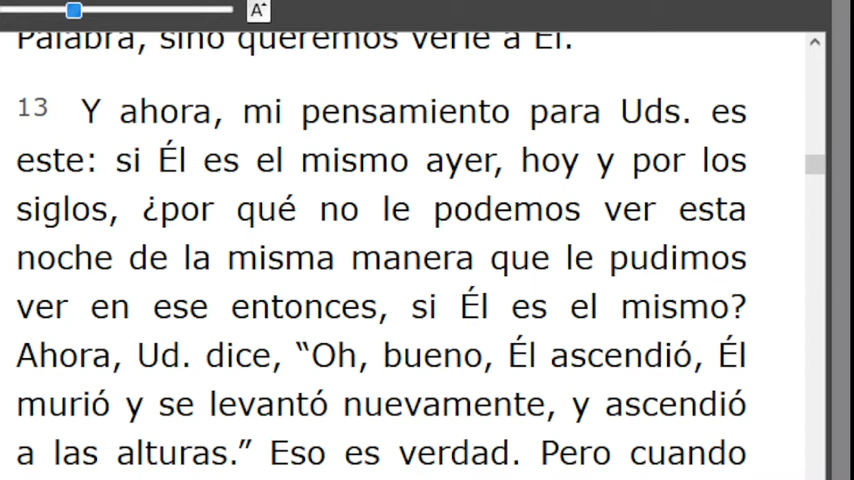 A
Palabra, sino queremos verle a Él.
13 Y ahora, mi pensamiento para Uds. es
este: si Él es el mismo ayer, hoy y por los
siglos, ¿por qué no le podemos ver esta
noche de la misma manera que le pudimos
ver en ese entonces, si Él es el mismo?
Ahora, Ud. dice, “Oh, bueno, Él ascendió, Él
murió y se levantó nuevamente, y ascendió
a las alturas.” Eso es verdad. Pero cuando